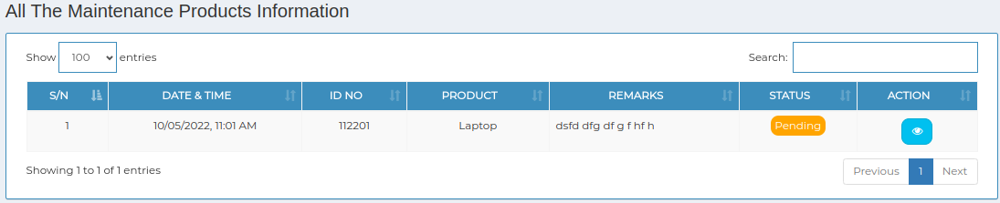 All The Maintenance Products Information
Show 100 entries Search:
S/N DATE & TIME ID NO PRODUCT REMARKS STATUS ACTION
1 10/05/2022, 11:01 AM 112201 Laptop dsfd dfg df g f hf h Pending
Showing 1 to 1 of 1 entries Previous 1 Next